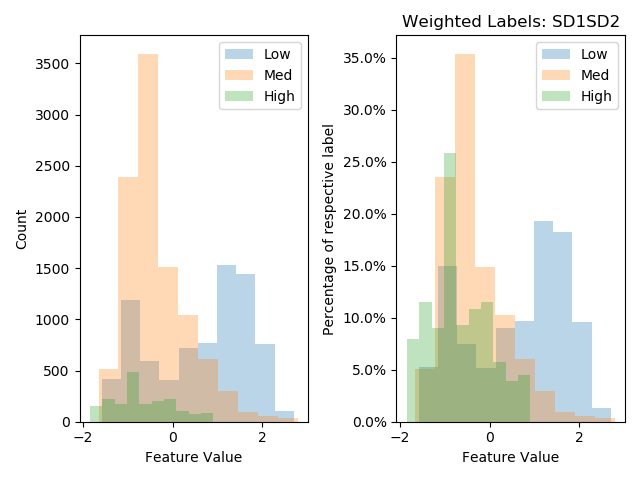 Weighted Labels: SD1SD2
Low
Med
High
3500
3000
2500
2000
1500
1000
500
0
Count
−2
0
2
Feature Value
Low
Med
High
35.0%
30.0%
25.0%
20.0%
15.0%
10.0%
5.0%
0.0%
Percentage of respective label
−2
0
2
Feature Value